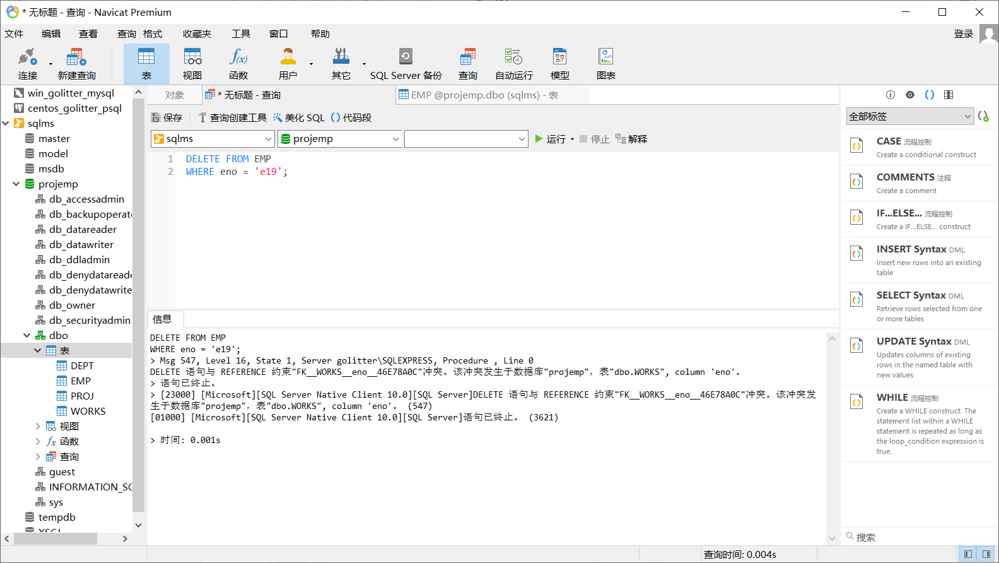 * 无标题 - 查询 - Navicat Premium
文件 编辑 查看 查询 格式 收藏夹 工具 窗口 帮助 登录
连接 新建查询 表 视图 函数 用户 其它 SQL Server 备份 查询 自动运行 模型 图表
win_golitter_mysql
centos_golitter_psql
sqlms
master
model
msdb
projemp
db_accessadmin
db_backupoperat
db_datareader
db_datawriter
db_ddladmin
db_denydatareade
db_denydatawrite
db_owner
db_securityadmin
dbo
表
DEPT
EMP
PROJ
WORKS
视图
函数
查询
guest
INFORMATION_SC
sys
tempdb
对象 * 无标题 - 查询 EMP @projemp.dbo (sqlms) - 表
保存 查询创建工具 美化 SQL 代码段
sqlms projemp 运行 停止 解释
1 DELETE FROM EMP
2 WHERE eno = 'e19';
信息
DELETE FROM EMP
WHERE eno = 'e19';
> Msg 547, Level 16, State 1, Server golitter\SQLEXPRESS, Procedure , Line 0
DELETE 语句与 REFERENCE 约束"FK__WORKS__eno__46E78A0C"冲突。该冲突发生于数据库"projemp"，表"dbo.WORKS", column 'eno'。
> 语句已终止。
> [23000] [Microsoft][SQL Server Native Client 10.0][SQL Server]DELETE 语句与 REFERENCE 约束"FK__WORKS__eno__46E78A0C"冲突。该冲突发
生于数据库"projemp"，表"dbo.WORKS", column 'eno'。 (547)
[01000] [Microsoft][SQL Server Native Client 10.0][SQL Server]语句已终止。 (3621)
> 时间: 0.001s
全部标签
CASE 流程控制
Create a conditional construct
COMMENTS 注释
Create a comment
IF...ELSE... 流程控制
Create a IF...ELSE... construct
INSERT Syntax DML
Insert new rows into an existing
table
SELECT Syntax DML
Retrieve rows selected from one
or more tables
UPDATE Syntax DML
Updates columns of existing
rows in the named table with
new values
WHILE 流程控制
Create a WHILE construct. The
statement list within a WHILE
statement is repeated as long as
the loop_condition expression is
true.
搜索
查询时间: 0.004s